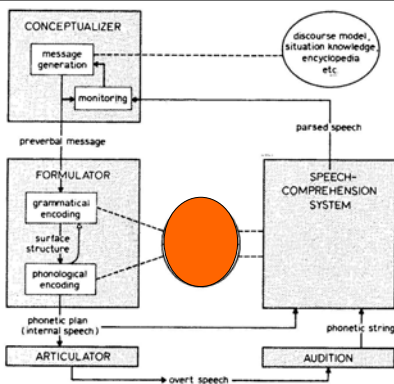 CONCEPTUALIZER
message
generation
monitoring
discourse model,
situation knowledge,
encyclopedia
etc
parsed speech
preverbal message
FORMULATOR
grammatical
encoding
surface
structure
phonological
encoding
SPEECH-
COMPREHENSION
SYSTEM
phonetic plan
(internal speech)
phonetic string
ARTICULATOR
AUDITION
overt speech